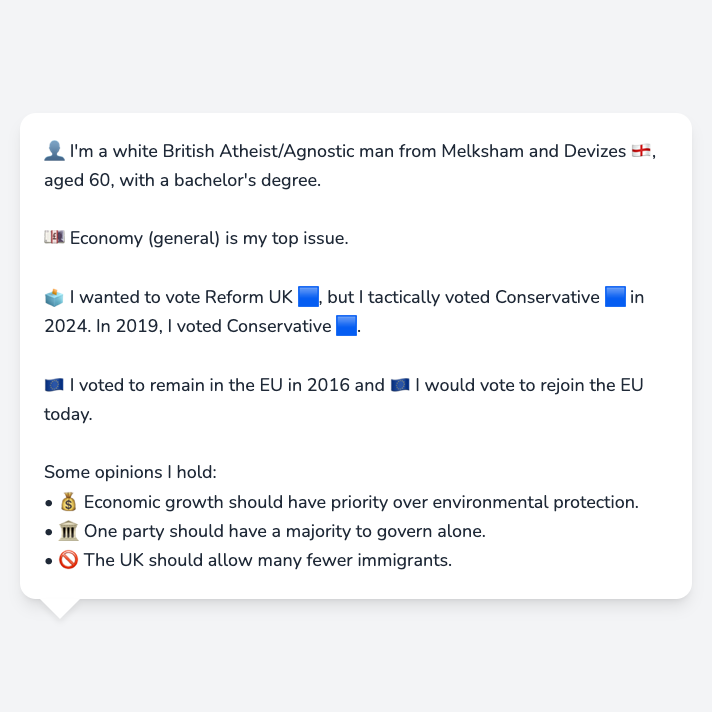 👤 I'm a white British Atheist/Agnostic man from Melksham and Devizes 🏴󠁧󠁢󠁥󠁮󠁧󠁿,
aged 60, with a bachelor's degree.
💷 Economy (general) is my top issue.
🗳️ I wanted to vote Reform UK 🟦, but I tactically voted Conservative 🟦 in
2024. In 2019, I voted Conservative 🟦.
🇪🇺 I voted to remain in the EU in 2016 and 🇪🇺 I would vote to rejoin the EU
today.
Some opinions I hold:
• 💰 Economic growth should have priority over environmental protection.
• 🏛️ One party should have a majority to govern alone.
• 🚫 The UK should allow many fewer immigrants.